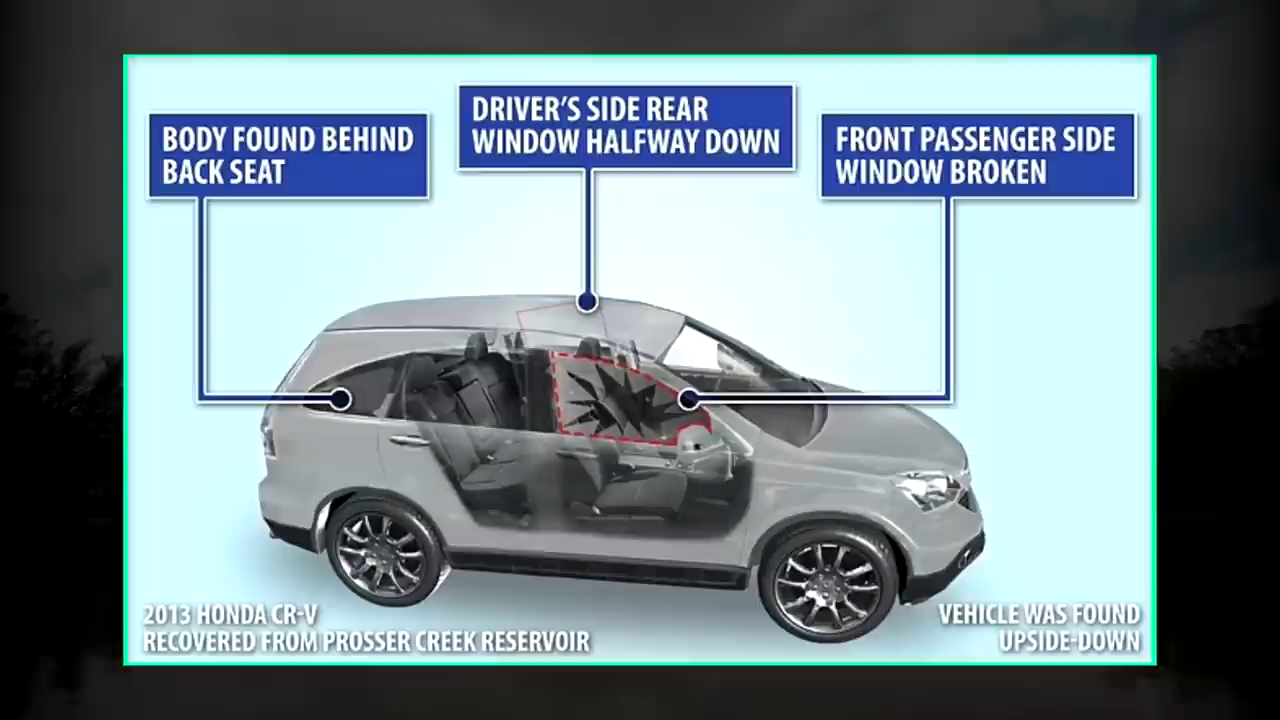 BODY FOUND BEHIND
BACK SEAT
DRIVER'S SIDE REAR
WINDOW HALFWAY DOWN
FRONT PASSENGER SIDE
WINDOW BROKEN
2013 HONDA CR-V
RECOVERED FROM PROSSER CREEK RESERVOIR
VEHICLE WAS FOUND
UPSIDE-DOWN